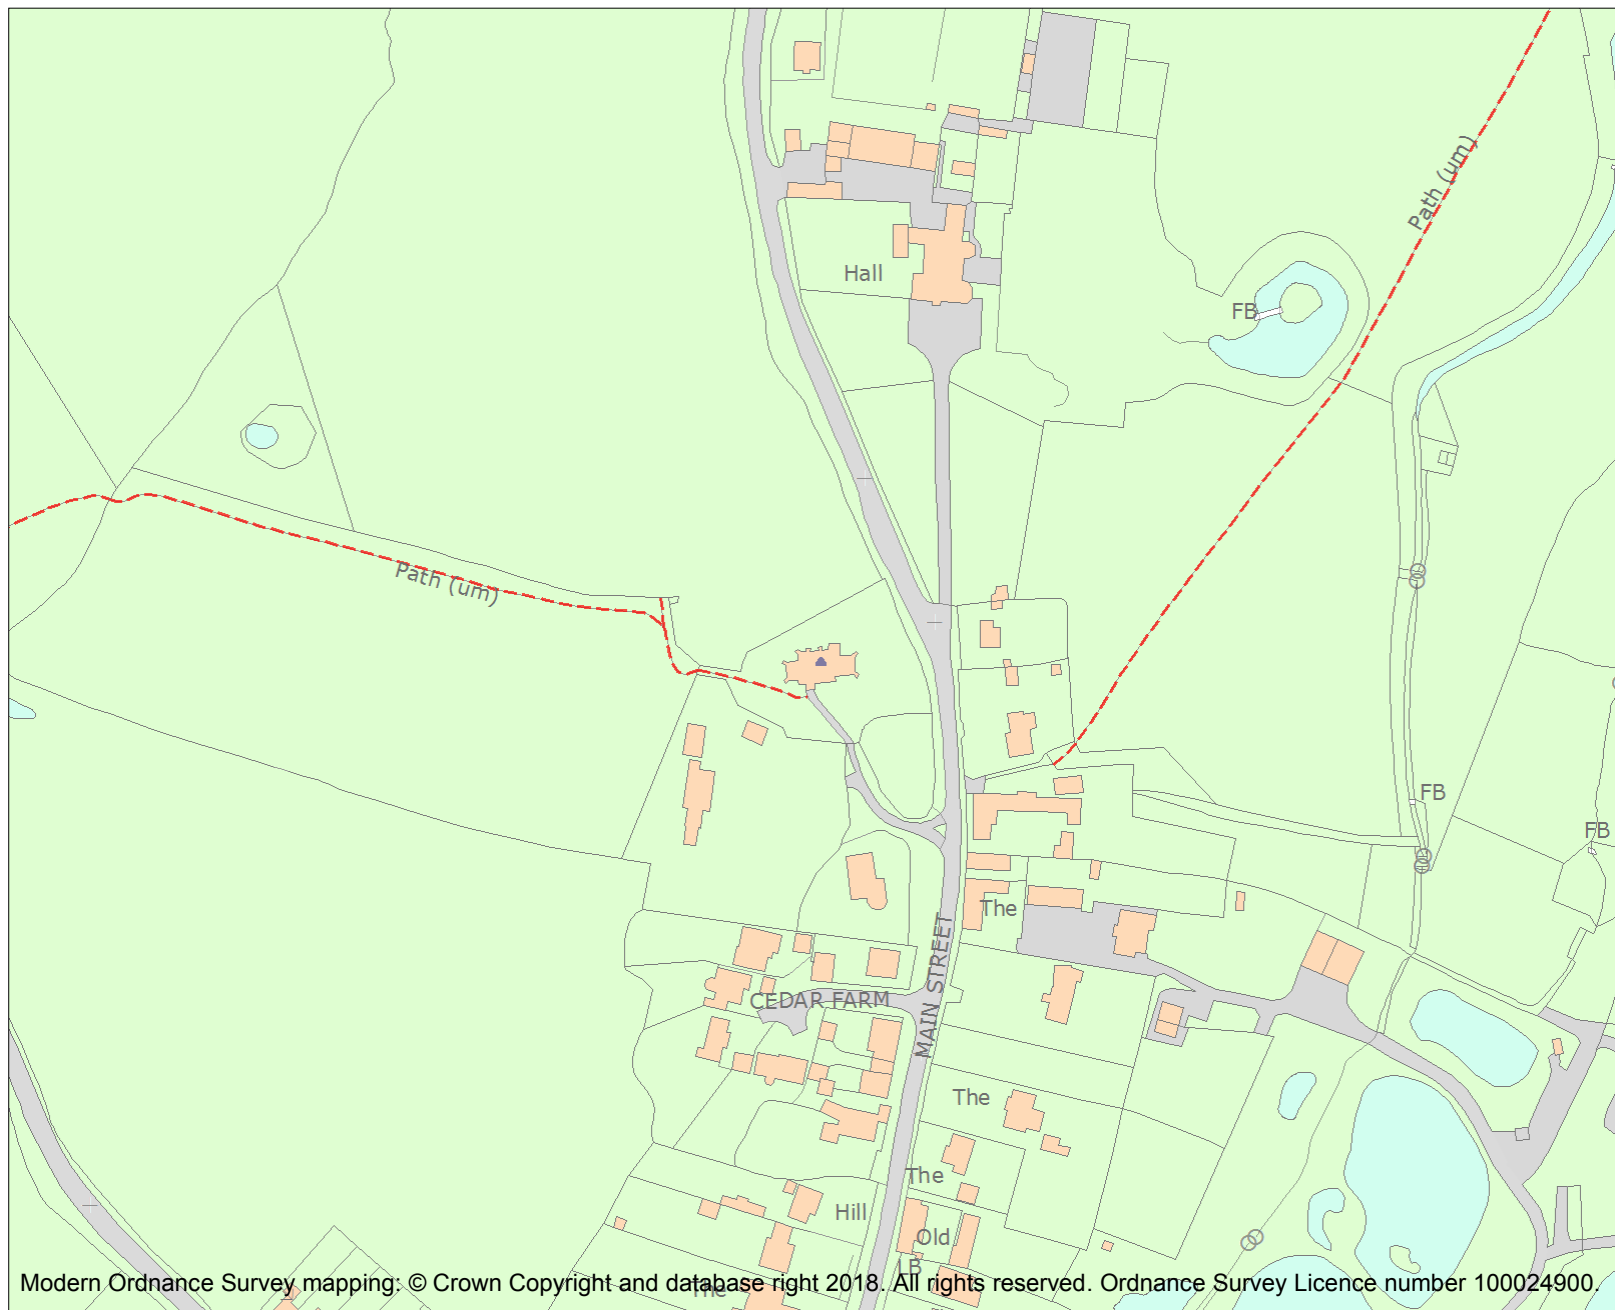 Path (um)
Hall
FB
Path (um)
FB
FB
The
MAIN STREET
CEDAR FARM
The
The
Hill
Old
LB
The
Modern Ordnance Survey mapping: © Crown Copyright and database right 2018. All rights reserved. Ordnance Survey Licence number 100024900.